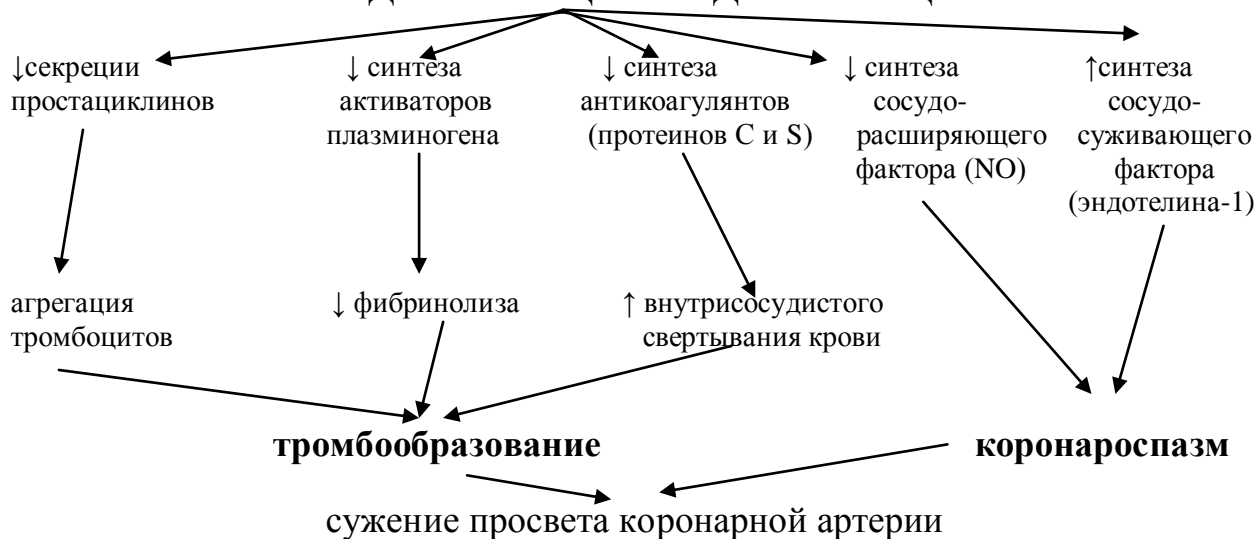 ↓секреции
простациклинов
↓ синтеза
активаторов
плазминогена
↓ синтеза
антикоагулянтов
(протеинов С и S)
↓ синтеза
сосудо-
расширяющего
фактора (NO)
↑синтеза
сосудо-
суживающего
фактора
(эндотелина-1)
агрегация
тромбоцитов
↓ фибринолиза
↑ внутрисосудистого
свертывания крови
тромбообразование
коронароспазм
сужение просвета коронарной артерии